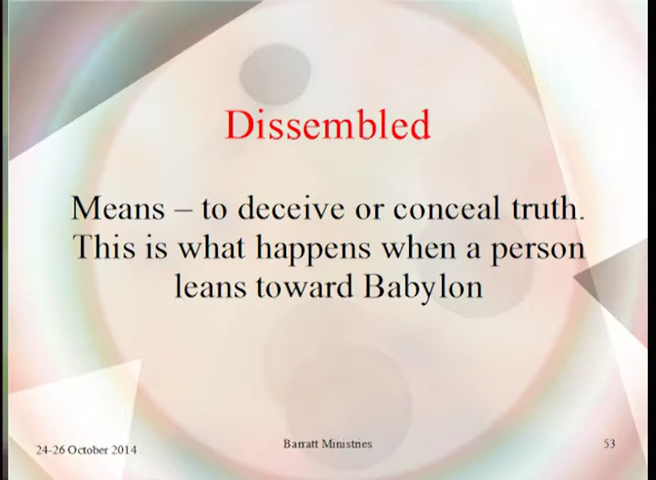 Dissembled
Means – to deceive or conceal truth.
This is what happens when a person
leans toward Babylon
24-26 October 2014
Barratt Ministries
53